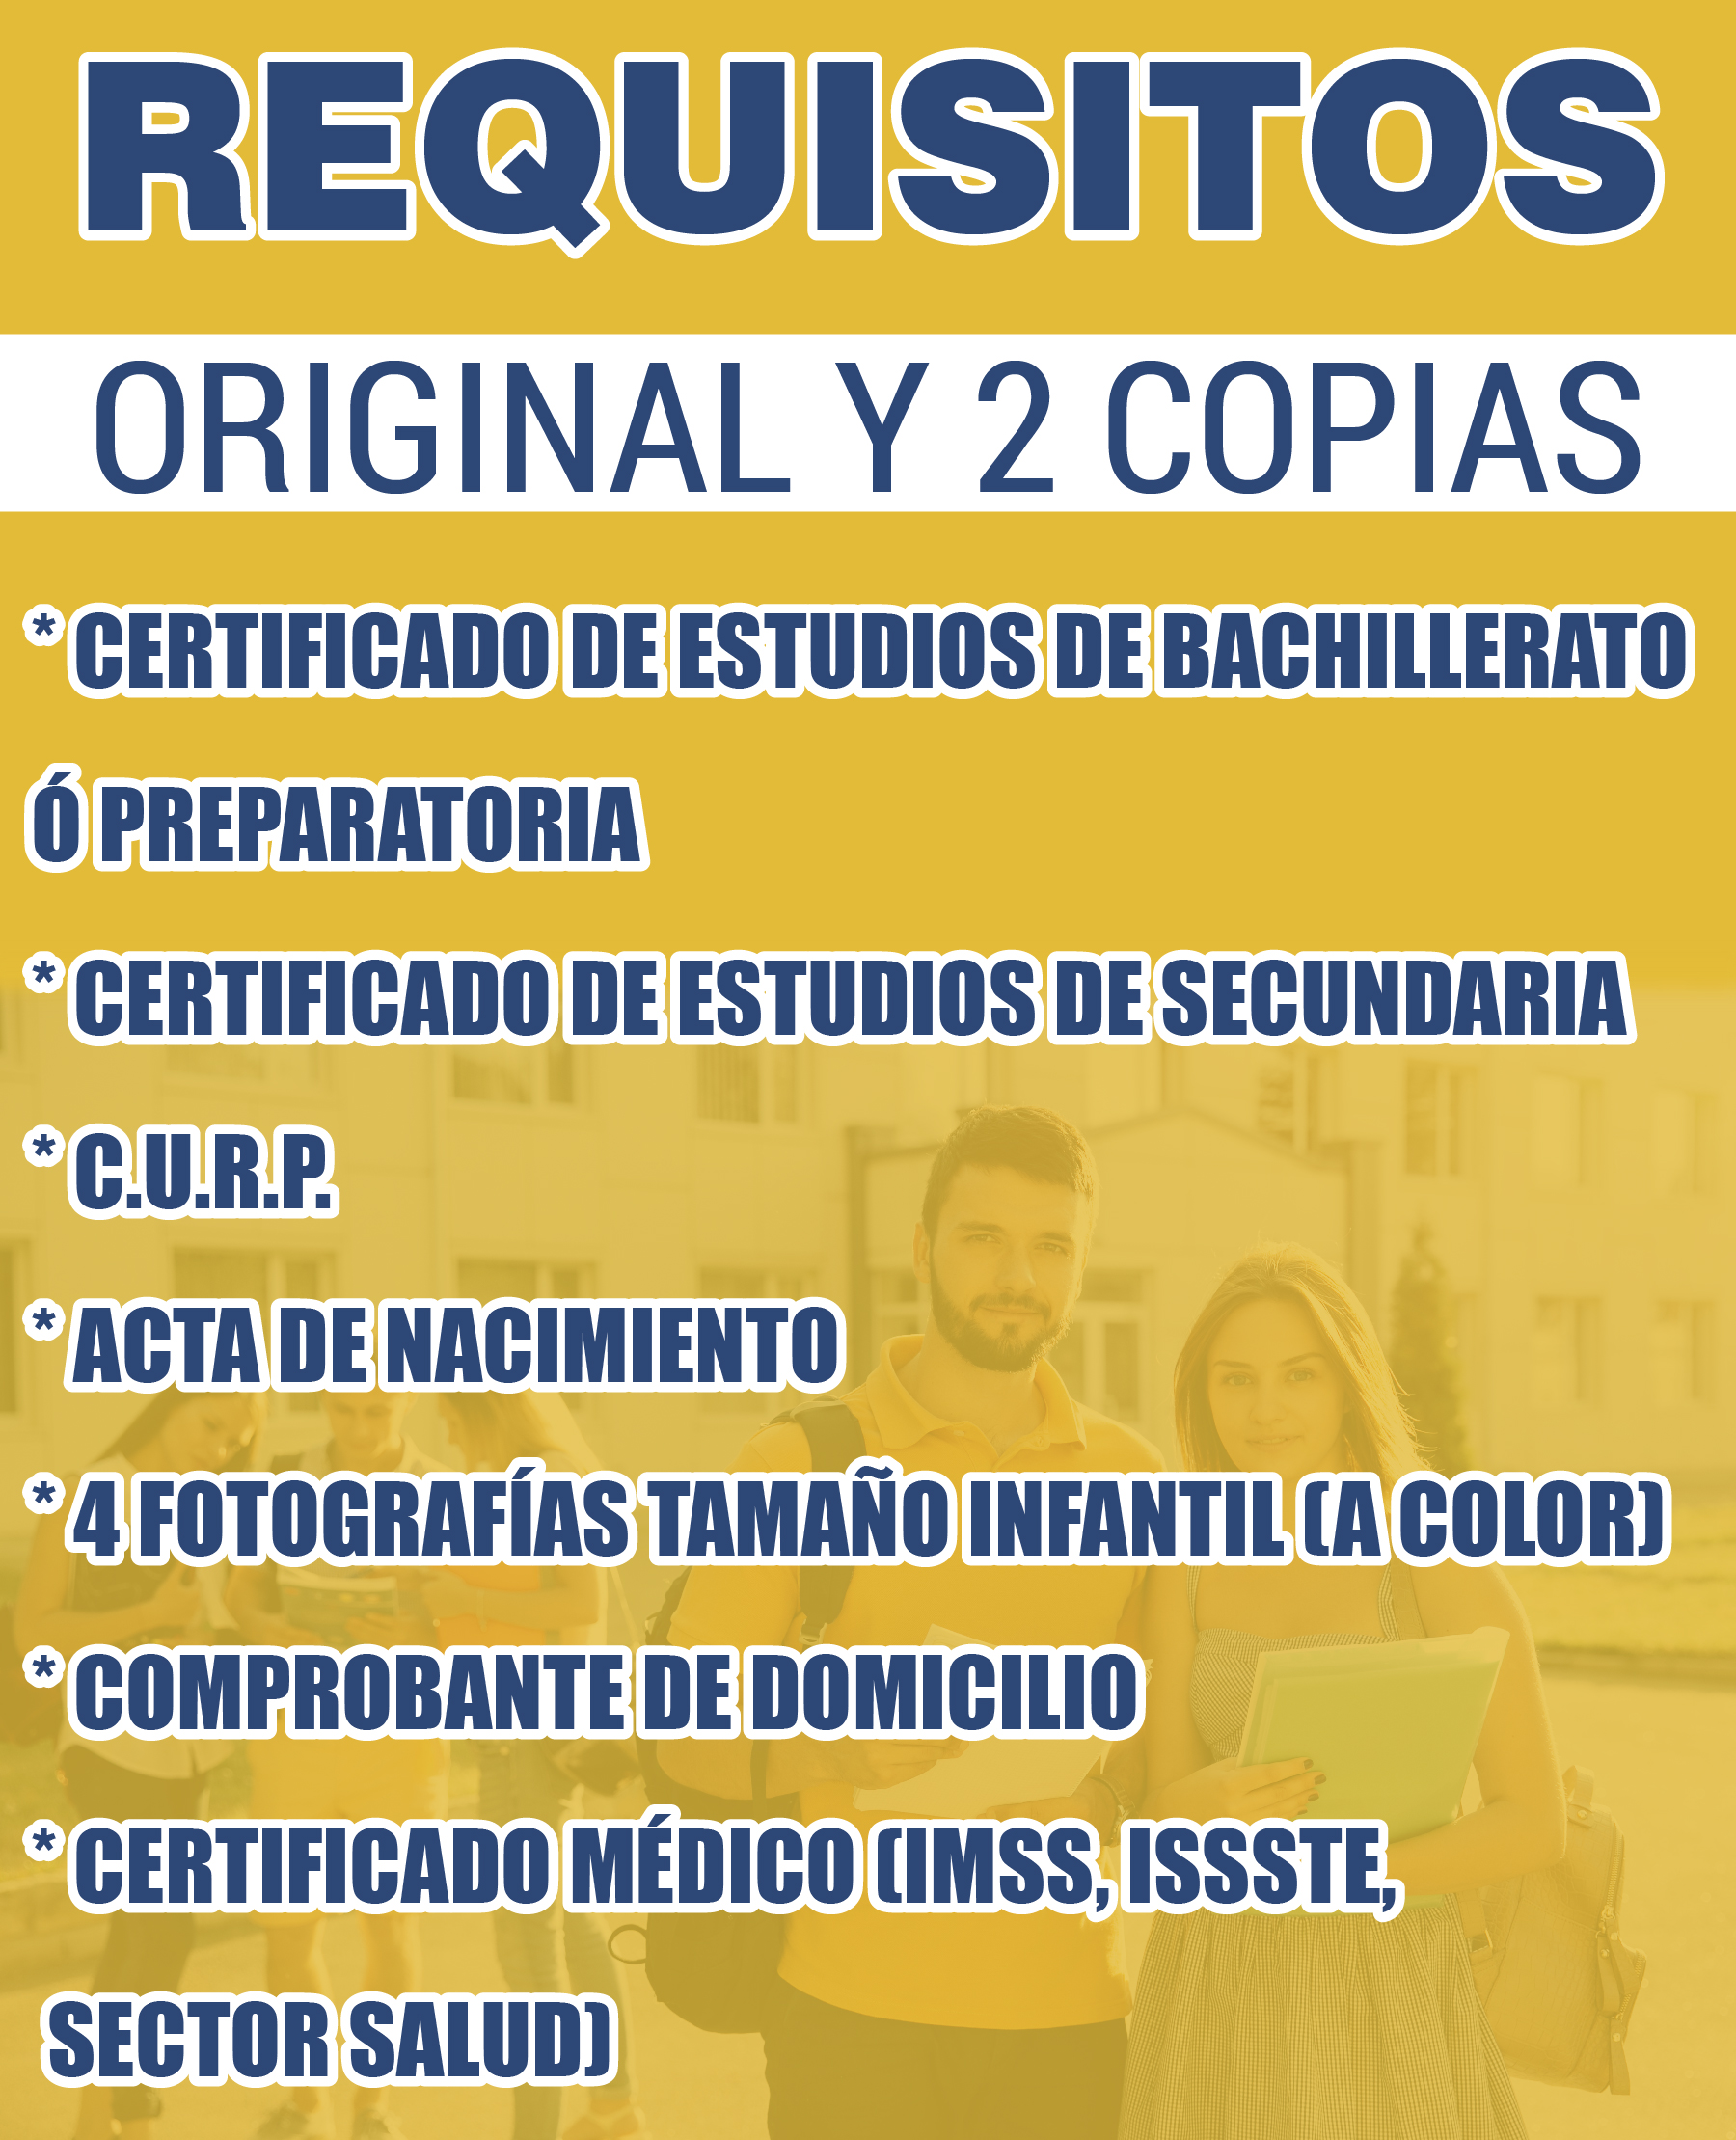 REQUISITOS
ORIGINAL Y 2 COPIAS
* CERTIFICADO DE ESTUDIOS DE BACHILLERATO
Ó PREPARATORIA
* CERTIFICADO DE ESTUDIOS DE SECUNDARIA
* C.U.R.P.
* ACTA DE NACIMIENTO
* 4 FOTOGRAFÍAS TAMAÑO INFANTIL (A COLOR)
* COMPROBANTE DE DOMICILIO
* CERTIFICADO MÉDICO (IMSS, ISSSTE,
SECTOR SALUD)